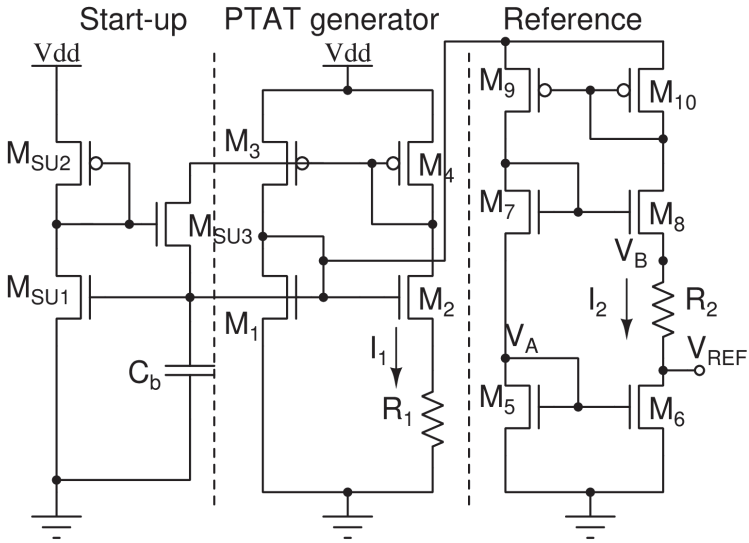 Start-up
PTAT generator
Reference
Vdd
Vdd
M9
M10
MSU2
M3
M4
M7
M8
MSU3
VB
MSU1
M1
M2
I2
R2
I1
VA
VREF
Cb
R1
M5
M6